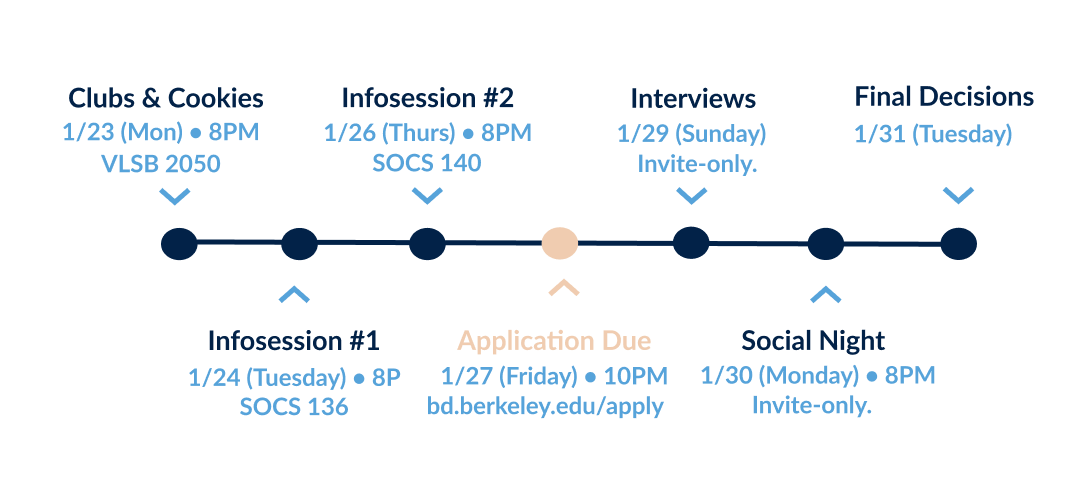 Clubs & Cookies
1/23 (Mon) • 8PM
VLSB 2050
Infosession #2
1/26 (Thurs) • 8PM
SOCS 140
Interviews
1/29 (Sunday)
Invite-only.
Final Decisions
1/31 (Tuesday)
Infosession #1
1/24 (Tuesday) • 8P
SOCS 136
Application Due
1/27 (Friday) • 10PM
bd.berkeley.edu/apply
Social Night
1/30 (Monday) • 8PM
Invite-only.